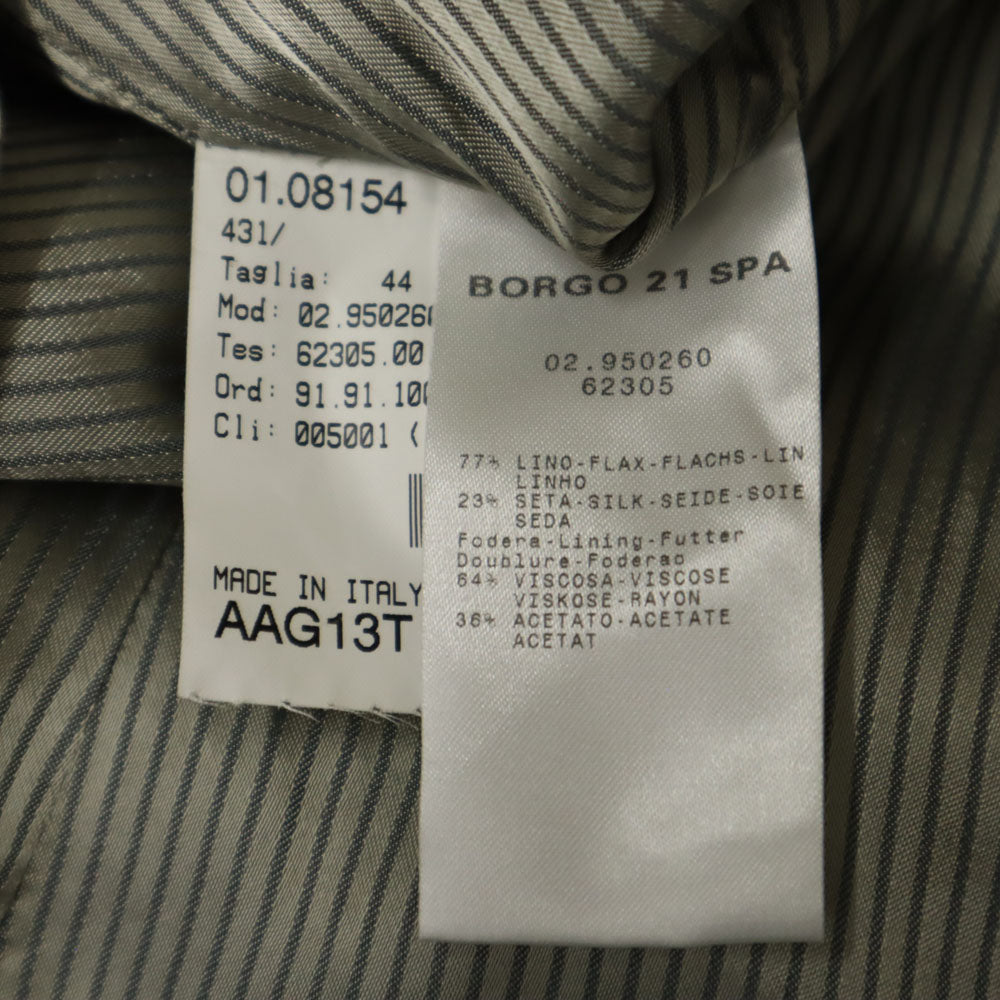 01.08154
431/
Taglia: 44
Mod: 02.950260
Tes: 62305.00
Ord: 91.91.100
Cli: 005001 (
MADE IN ITALY
AAG13T
BORGO 21 SPA
02.950260
62305
77% LINO-FLAX-FLACHS-LIN
LINHO
23% SETA-SILK-SEIDE-SOIE
SEDA
Fodera-Lining-Futter
Doublure-Foderao
64% VISCOSA-VISCOSE
VISKOSE-RAYON
36% ACETATO-ACETATE
ACETAT